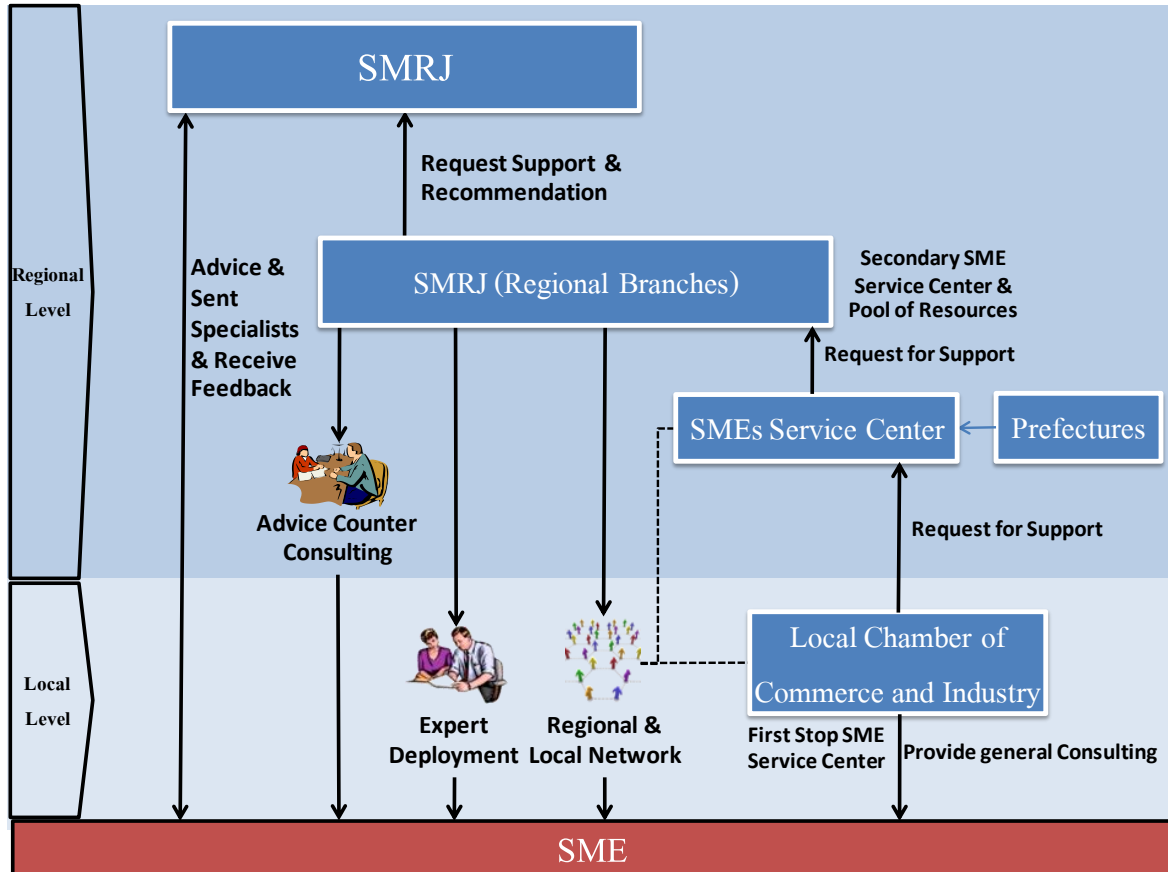 SMRJ
Request Support &
Recommendation
Regional
Level
Advice &
Sent
Specialists
& Receive
Feedback
SMRJ (Regional Branches)
Secondary SME
Service Center &
Pool of Resources
Request for Support
SMEs Service Center
Prefectures
Advice Counter
Consulting
Request for Support
Local
Level
Expert
Deployment
Regional &
Local Network
Local Chamber of
Commerce and Industry
First Stop SME
Service Center
Provide general Consulting
SME